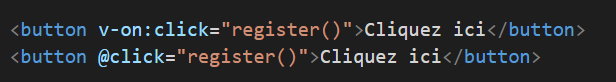 <button v-on:click="register()">Cliquez ici</button>
<button @click="register()">Cliquez ici</button>